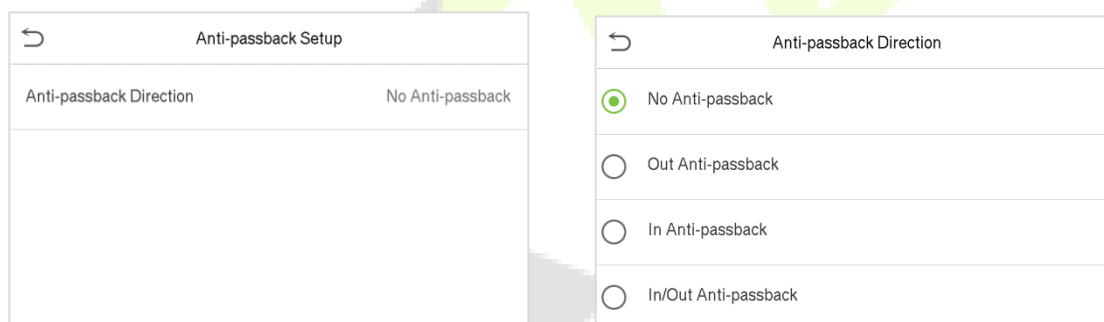 Anti-passback Setup
Anti-passback Direction No Anti-passback
Anti-passback Direction
No Anti-passback
Out Anti-passback
In Anti-passback
In/Out Anti-passback